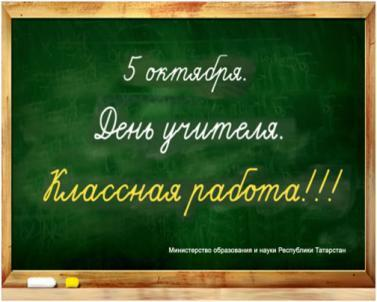 5 октября.
День учителя.
Классная работа!!!
Министерство образования и науки Республики Татарстан